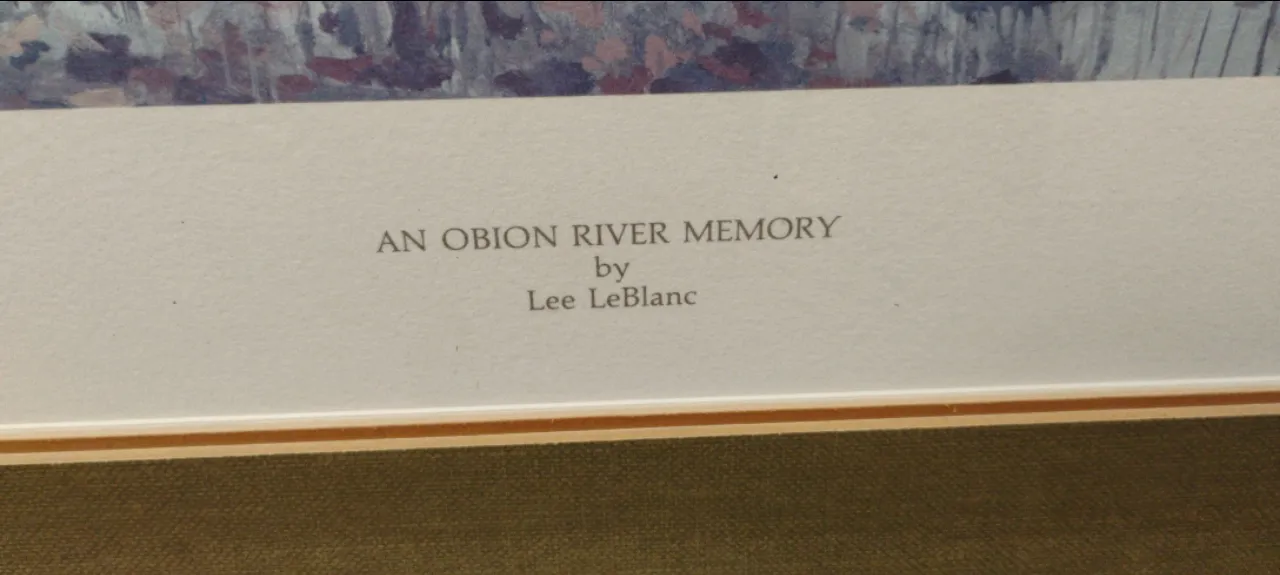 AN OBION RIVER MEMORY
by
Lee LeBlanc